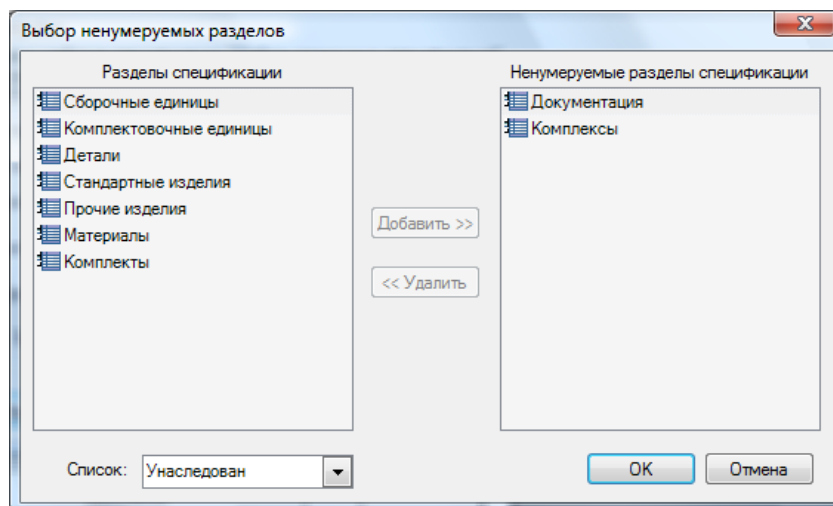 Выбор ненумеруемых разделов
Разделы спецификации
Сборочные единицы
Комплектовочные единицы
Детали
Стандартные изделия
Прочие изделия
Материалы
Комплекты
Добавить >>
<< Удалить
Ненумеруемые разделы спецификации
Документация
Комплексы
Список: Унаследован
OK
Отмена